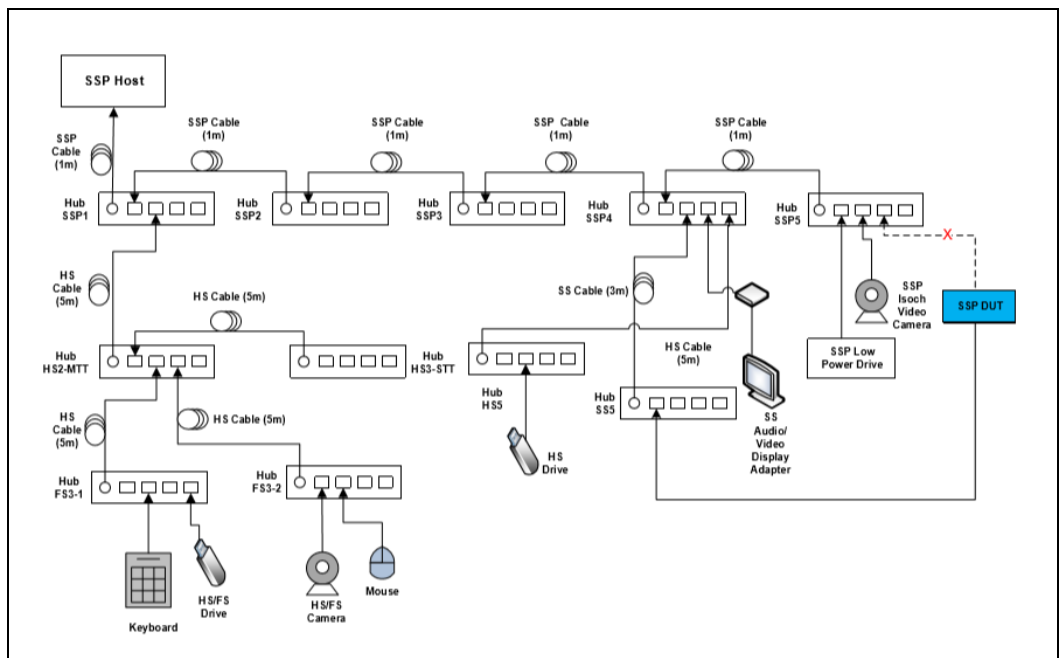 SSP Host
SSP
Cable
(1m)
SSP Cable
(1m)
SSP Cable
(1m)
SSP Cable
(1m)
SSP Cable
(1m)
Hub
SSP1
Hub
SSP2
Hub
SSP3
Hub
SSP4
Hub
SSP5
X
HS
Cable
(5m)
HS Cable (5m)
SS Cable (3m)
SSP
Isoch
Video
Camera
SSP DUT
Hub
HS2-MTT
Hub
HS3-STT
Hub
HS5
HS Cable
(5m)
SSP Low
Power Drive
Hub
SS5
SS
Audio/
Video
Display
Adapter
HS
Cable
(5m)
HS Cable (5m)
HS
Drive
Hub
FS3-1
Hub
FS3-2
Keyboard
HS/FS
Drive
HS/FS
Camera
Mouse